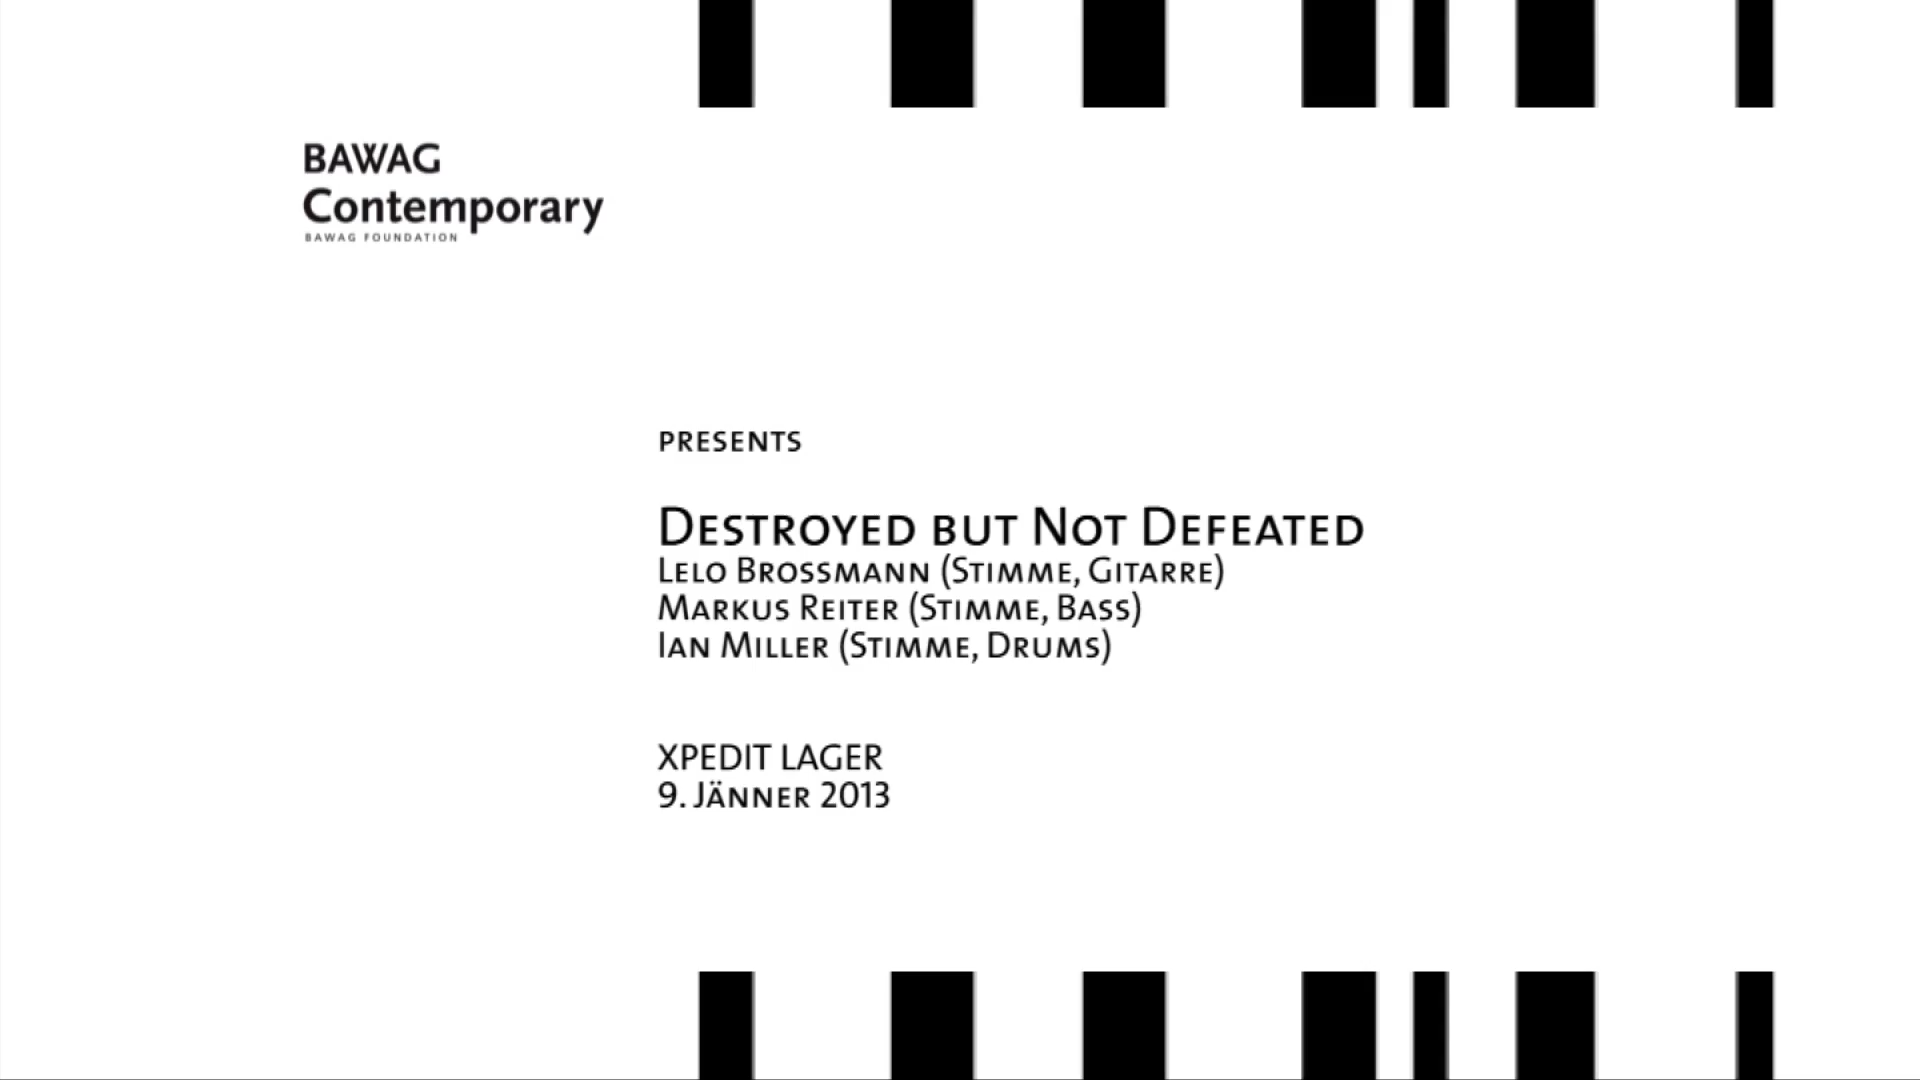 BAWAG
Contemporary
BAWAG FOUNDATION
PRESENTS
DESTROYED BUT NOT DEFEATED
LELO BROSSMANN (STIMME, GITARRE)
MARKUS REITER (STIMME, BASS)
IAN MILLER (STIMME, DRUMS)
XPEDIT LAGER
9. JÄNNER 2013